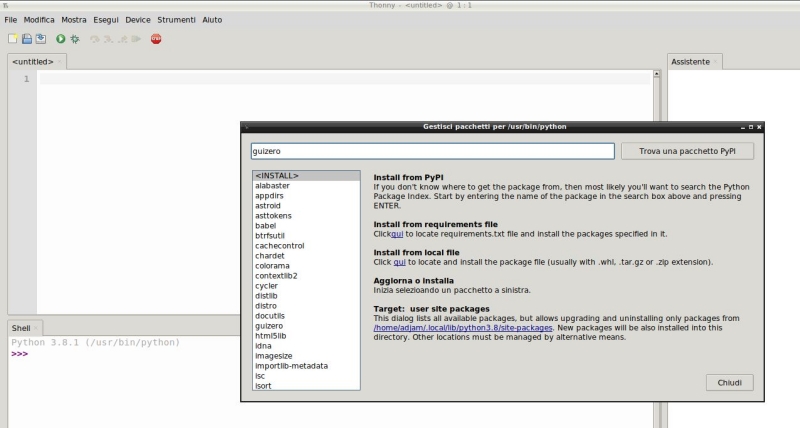 Thonny - <untitled> @ 1 : 1
File Modifica Mostra Esegui Device Strumenti Aiuto
<untitled>
Assistente
1
Gestisci pacchetti per /usr/bin/python
guizero
Trova una pacchetto PyPI
<INSTALL>
alabaster
appdirs
astroid
asttokens
babel
btrfsutil
cachecontrol
chardet
colorama
contextlib2
cycler
distlib
distro
docutils
guizero
html5lib
idna
imagesize
importlib-metadata
isc
isort
Install from PyPI
If you don't know where to get the package from, then most likely you'll want to search the Python
Package Index. Start by entering the name of the package in the search box above and pressing
ENTER.
Install from requirements file
Clickqui to locate requirements.txt file and install the packages specified in it.
Install from local file
Click qui to locate and install the package file (usually with .whl, .tar.gz or .zip extension).
Aggiorna o installa
Inizia selezioando un pacchetto a sinistra.
Target: user site packages
This dialog lists all available packages, but allows upgrading and uninstalling only packages from
/home/adjam/.local/lib/python3.8/site-packages. New packages will be also installed into this
directory. Other locations must be managed by alternative means.
Chiudi
Shell
Python 3.8.1 (/usr/bin/python)
>>>